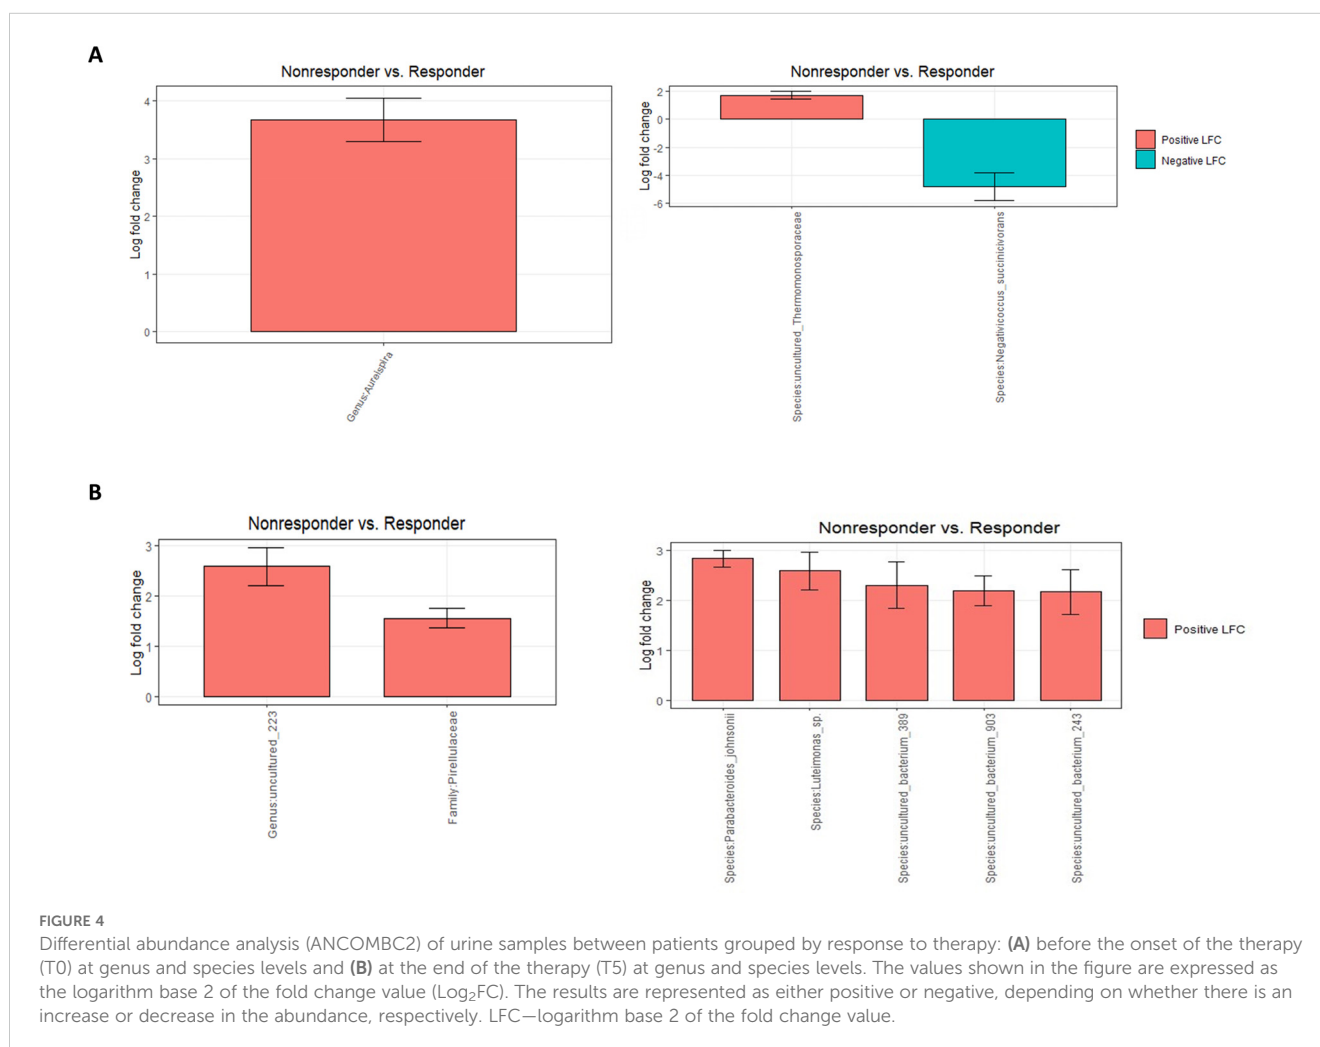 A
Nonresponder vs. Responder
Log fold change
4
3
2
1
0
Genus:Aureispira
Nonresponder vs. Responder
Log fold change
2
0
-2
-4
-6
Species:uncultured_Thermomonosporaceae
Species:Negativicoccus_succinicivorans
Positive LFC
Negative LFC
B
Nonresponder vs. Responder
Log fold change
3
2
1
0
Genus:uncultured_223
Family:Pirellulaceae
Nonresponder vs. Responder
Log fold change
3
2
1
0
Species:Parabacteroides_johnsonii
Species:Luteimonas_sp.
Species:uncultured_bacterium_389
Species:uncultured_bacterium_903
Species:uncultured_bacterium_243
Positive LFC
FIGURE 4
Differential abundance analysis (ANCOMBC2) of urine samples between patients grouped by response to therapy: (A) before the onset of the therapy
(T0) at genus and species levels and (B) at the end of the therapy (T5) at genus and species levels. The values shown in the figure are expressed as
the logarithm base 2 of the fold change value (Log₂FC). The results are represented as either positive or negative, depending on whether there is an
increase or decrease in the abundance, respectively. LFC—logarithm base 2 of the fold change value.